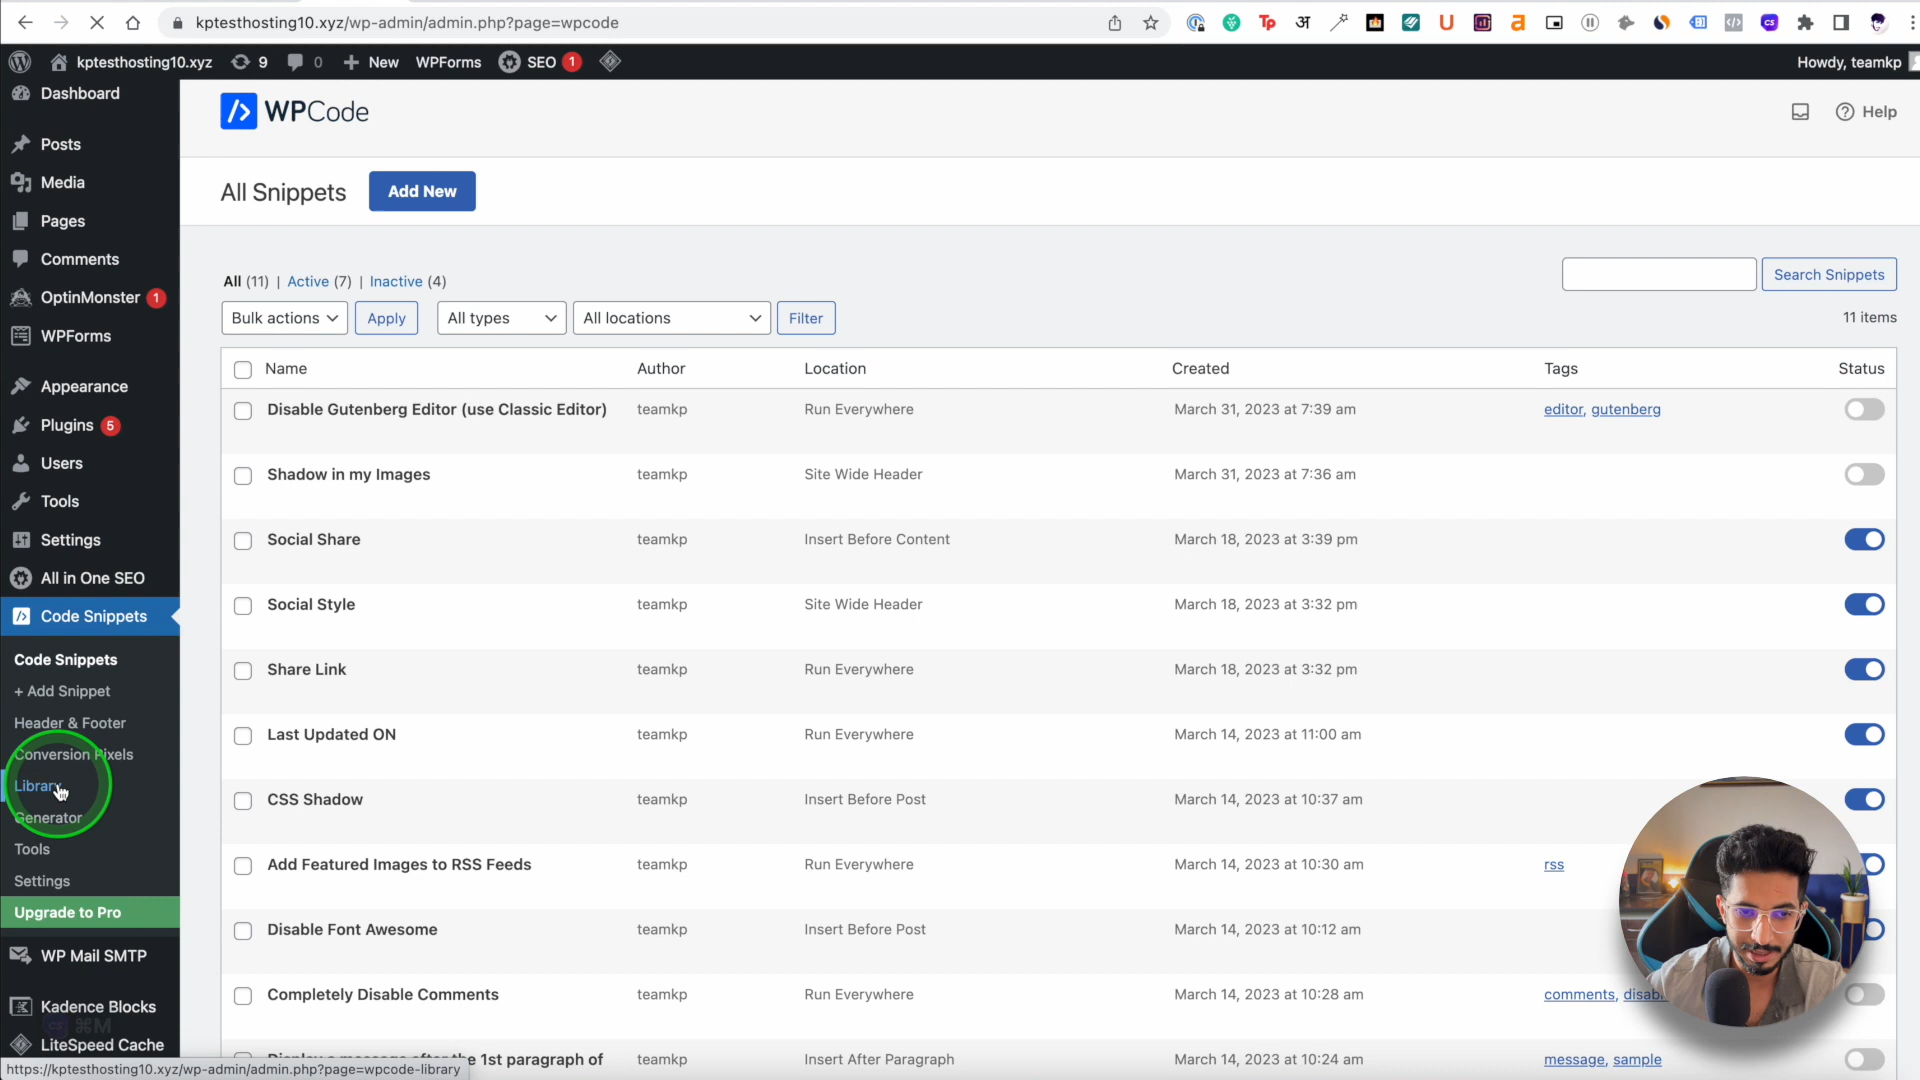 kptesthosting10.xyz/wp-admin/admin.php?page=wpcode
kptesthosting10.xyz 9 0 New WPForms SEO 1 Howdy, teamkp
Dashboard
Posts
Media
Pages
Comments
OptinMonster 1
WPForms
Appearance
Plugins 5
Users
Tools
Settings
All in One SEO
Code Snippets
Code Snippets
+ Add Snippet
Header & Footer
Conversion Pixels
Library
Generator
Tools
Settings
Upgrade to Pro
WP Mail SMTP
Kadence Blocks
⌘M
LiteSpeed Cache
https://kptesthosting10.xyz/wp-admin/admin.php?page=wpcode-library
WPCode
Help
All Snippets Add New
All (11) | Active (7) | Inactive (4)
Search Snippets
Bulk actions Apply All types All locations Filter
11 items
Name Author Location Created Tags Status
Disable Gutenberg Editor (use Classic Editor) teamkp Run Everywhere March 31, 2023 at 7:39 am editor, gutenberg
Shadow in my Images teamkp Site Wide Header March 31, 2023 at 7:36 am
Social Share teamkp Insert Before Content March 18, 2023 at 3:39 pm
Social Style teamkp Site Wide Header March 18, 2023 at 3:32 pm
Share Link teamkp Run Everywhere March 18, 2023 at 3:32 pm
Last Updated ON teamkp Run Everywhere March 14, 2023 at 11:00 am
CSS Shadow teamkp Insert Before Post March 14, 2023 at 10:37 am
Add Featured Images to RSS Feeds teamkp Run Everywhere March 14, 2023 at 10:30 am rss
Disable Font Awesome teamkp Insert Before Post March 14, 2023 at 10:12 am
Completely Disable Comments teamkp Run Everywhere March 14, 2023 at 10:28 am comments,
Display a message after the 1st paragraph of teamkp Insert After Paragraph March 14, 2023 at 10:24 am message, sample